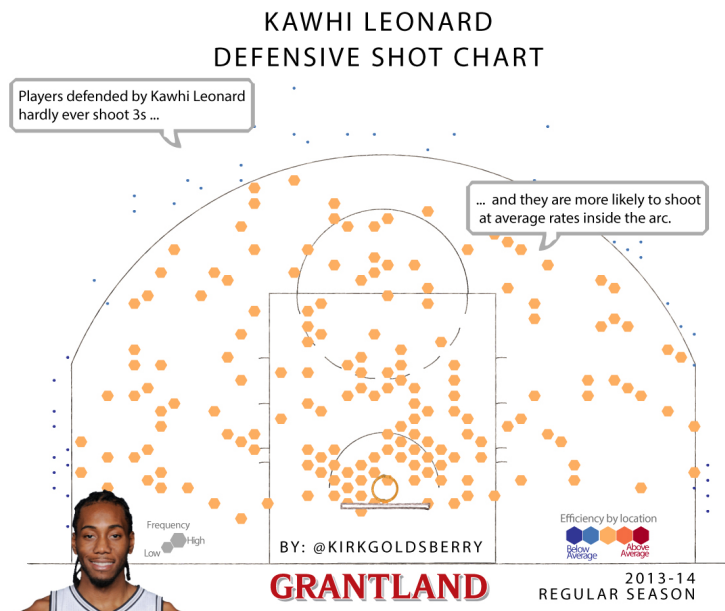 KAWHI LEONARD
DEFENSIVE SHOT CHART
Players defended by Kawhi Leonard
hardly ever shoot 3s ...
... and they are more likely to shoot
at average rates inside the arc.
Frequency
High
Low
BY: @KIRKGOLDSBERRY
GRANTLAND
Efficiency by location
Below
Average
Above
Average
2013-14
REGULAR SEASON